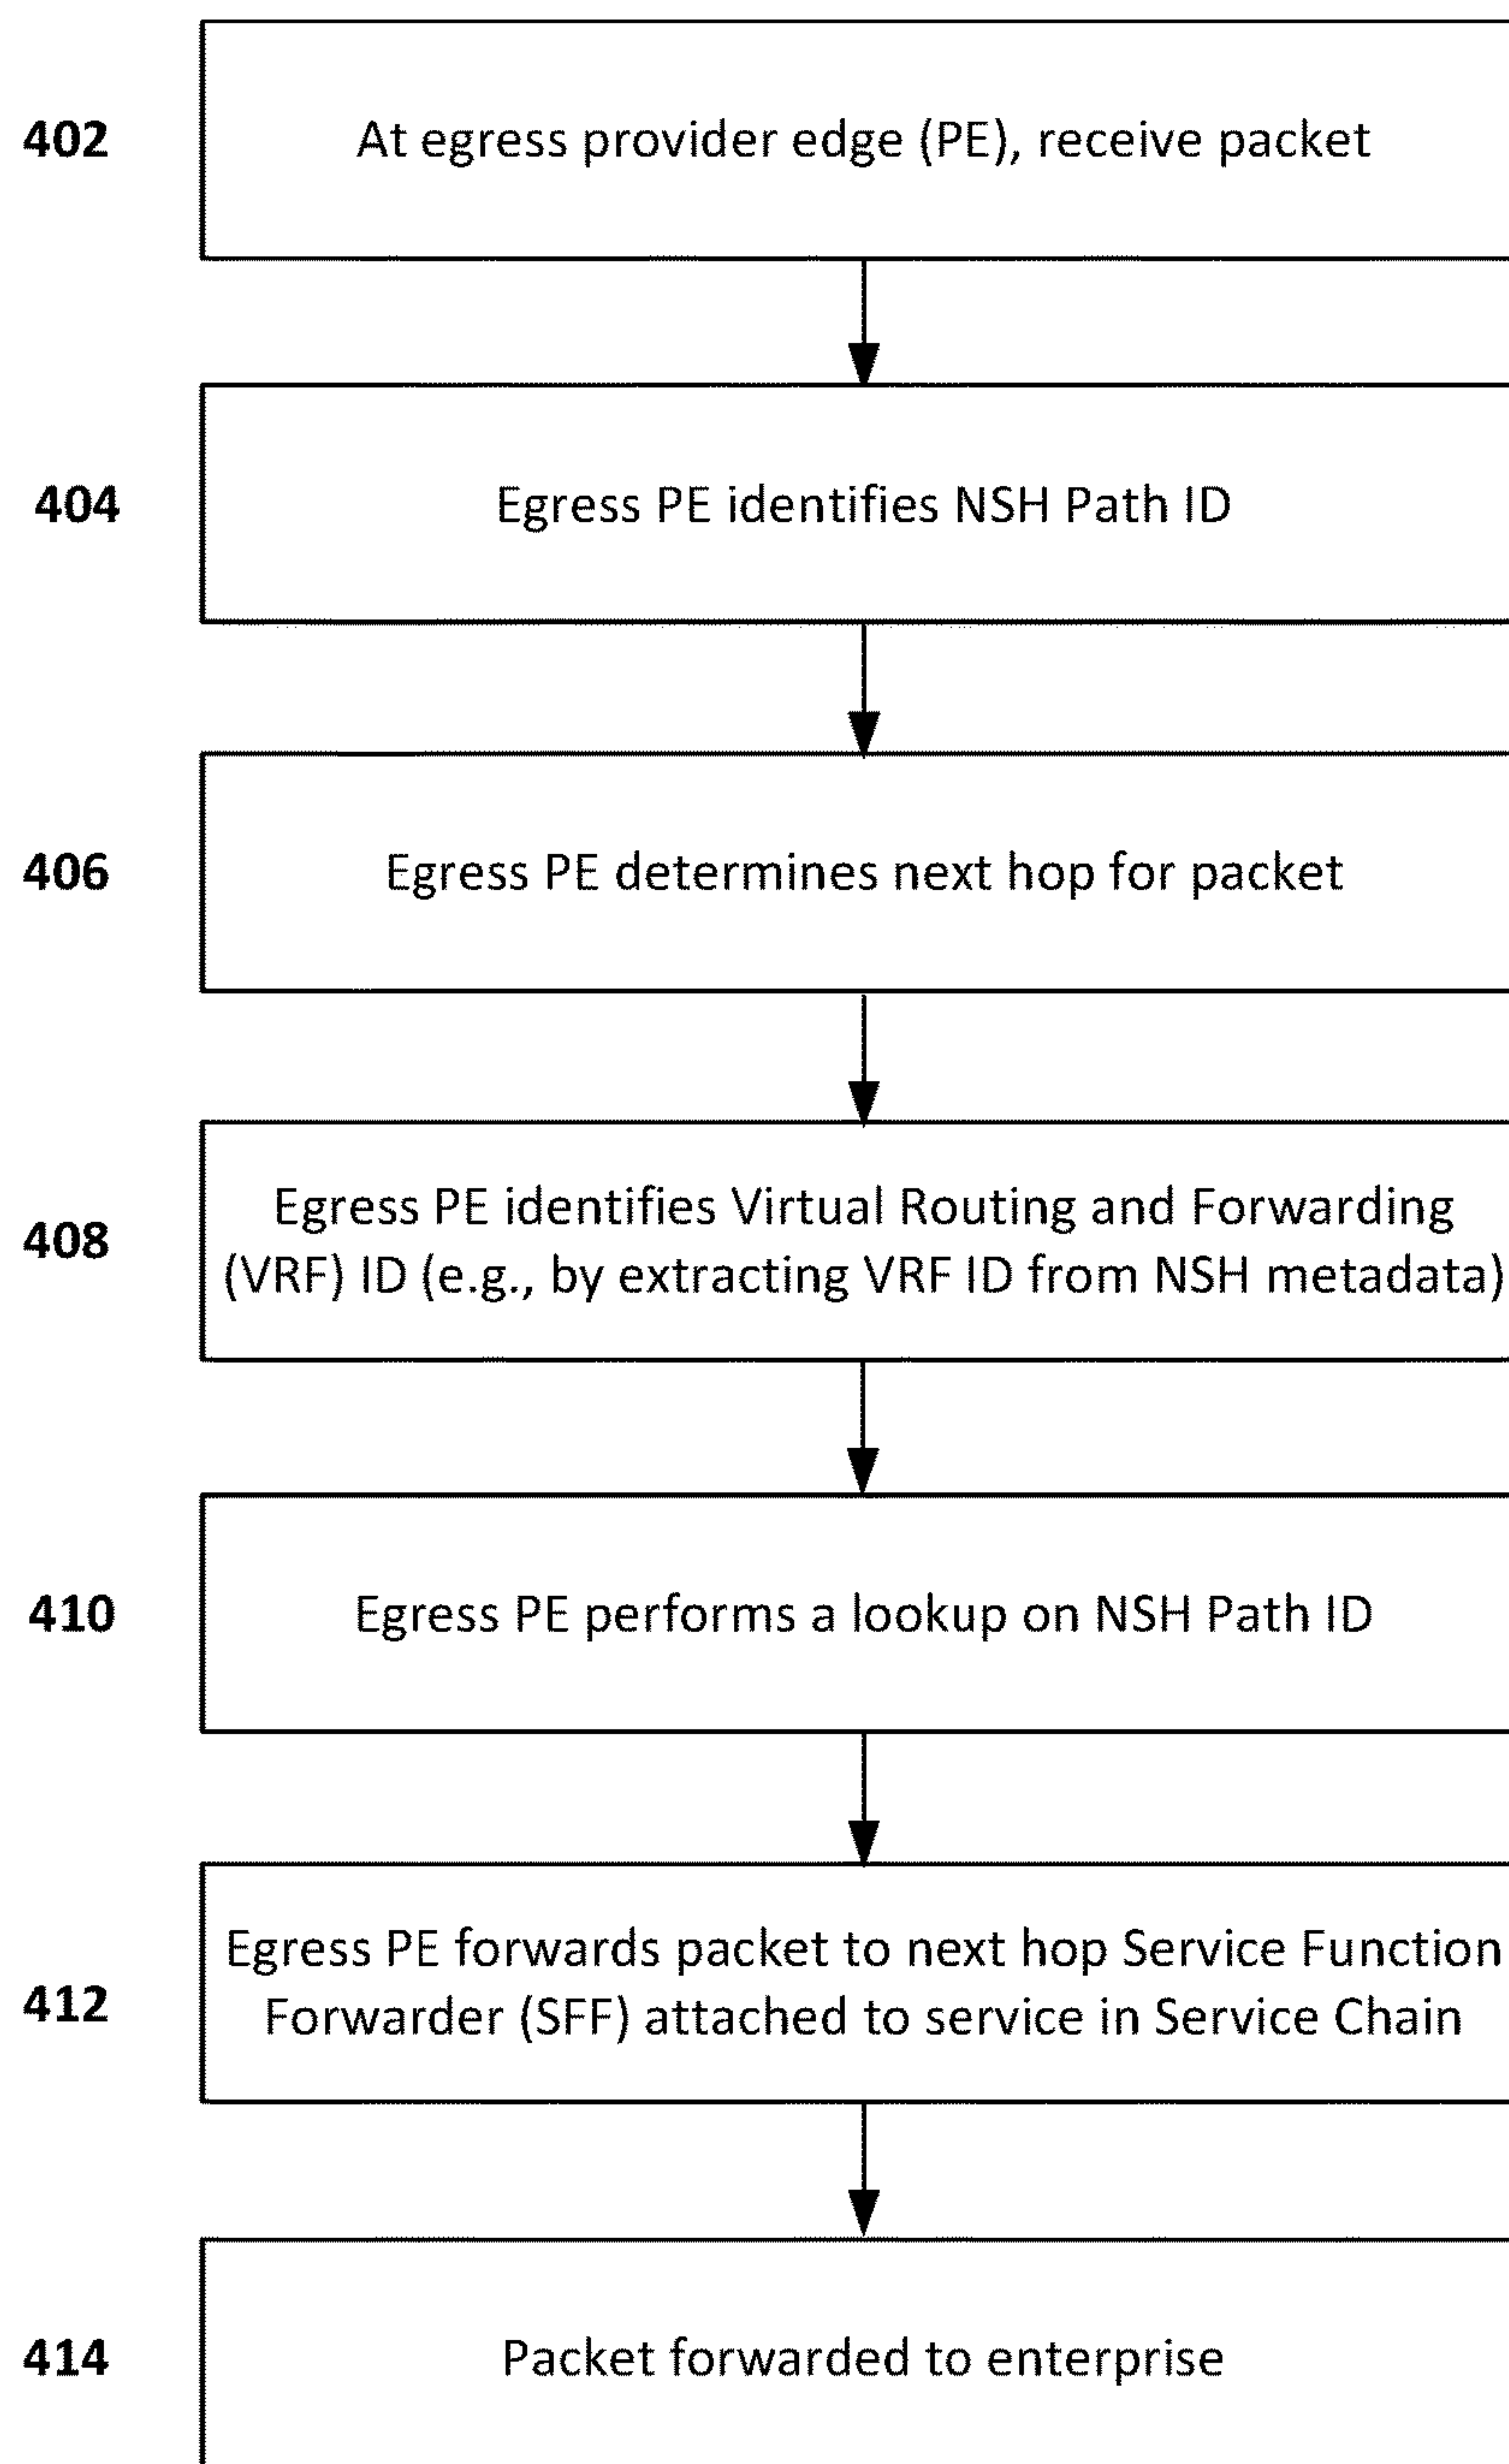 402
At egress provider edge (PE), receive packet
404
Egress PE identifies NSH Path ID
406
Egress PE determines next hop for packet
408
Egress PE identifies Virtual Routing and Forwarding
(VRF) ID (e.g., by extracting VRF ID from NSH metadata)
410
Egress PE performs a lookup on NSH Path ID
412
Egress PE forwards packet to next hop Service Function
Forwarder (SFF) attached to service in Service Chain
414
Packet forwarded to enterprise